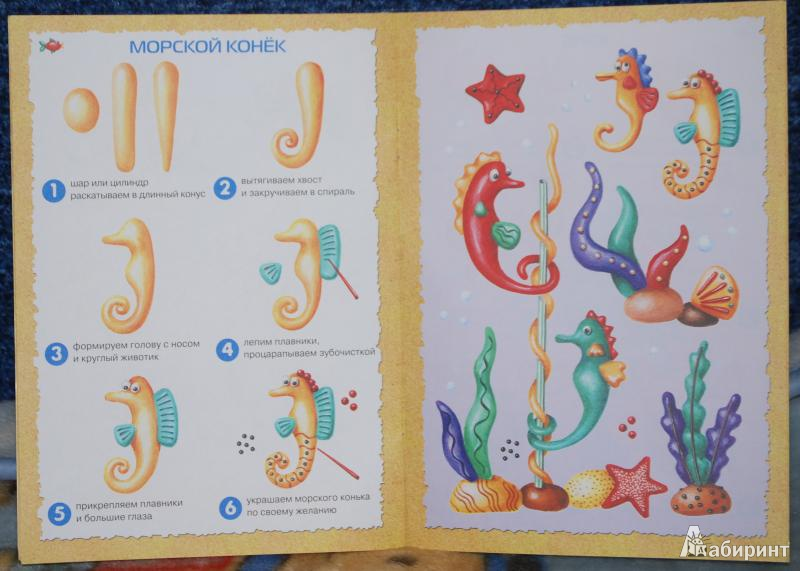 МОРСКОЙ КОНЁК
1 шар или цилиндр
раскатываем в длинный конус
2 вытягиваем хвост
и закручиваем в спираль
3 формируем голову с носом
и круглый животик
4 лепим плавники,
процарапываем зубочисткой
5 прикрепляем плавники
и большие глаза
6 украшаем морского конька
по своему желанию
Лабиринт